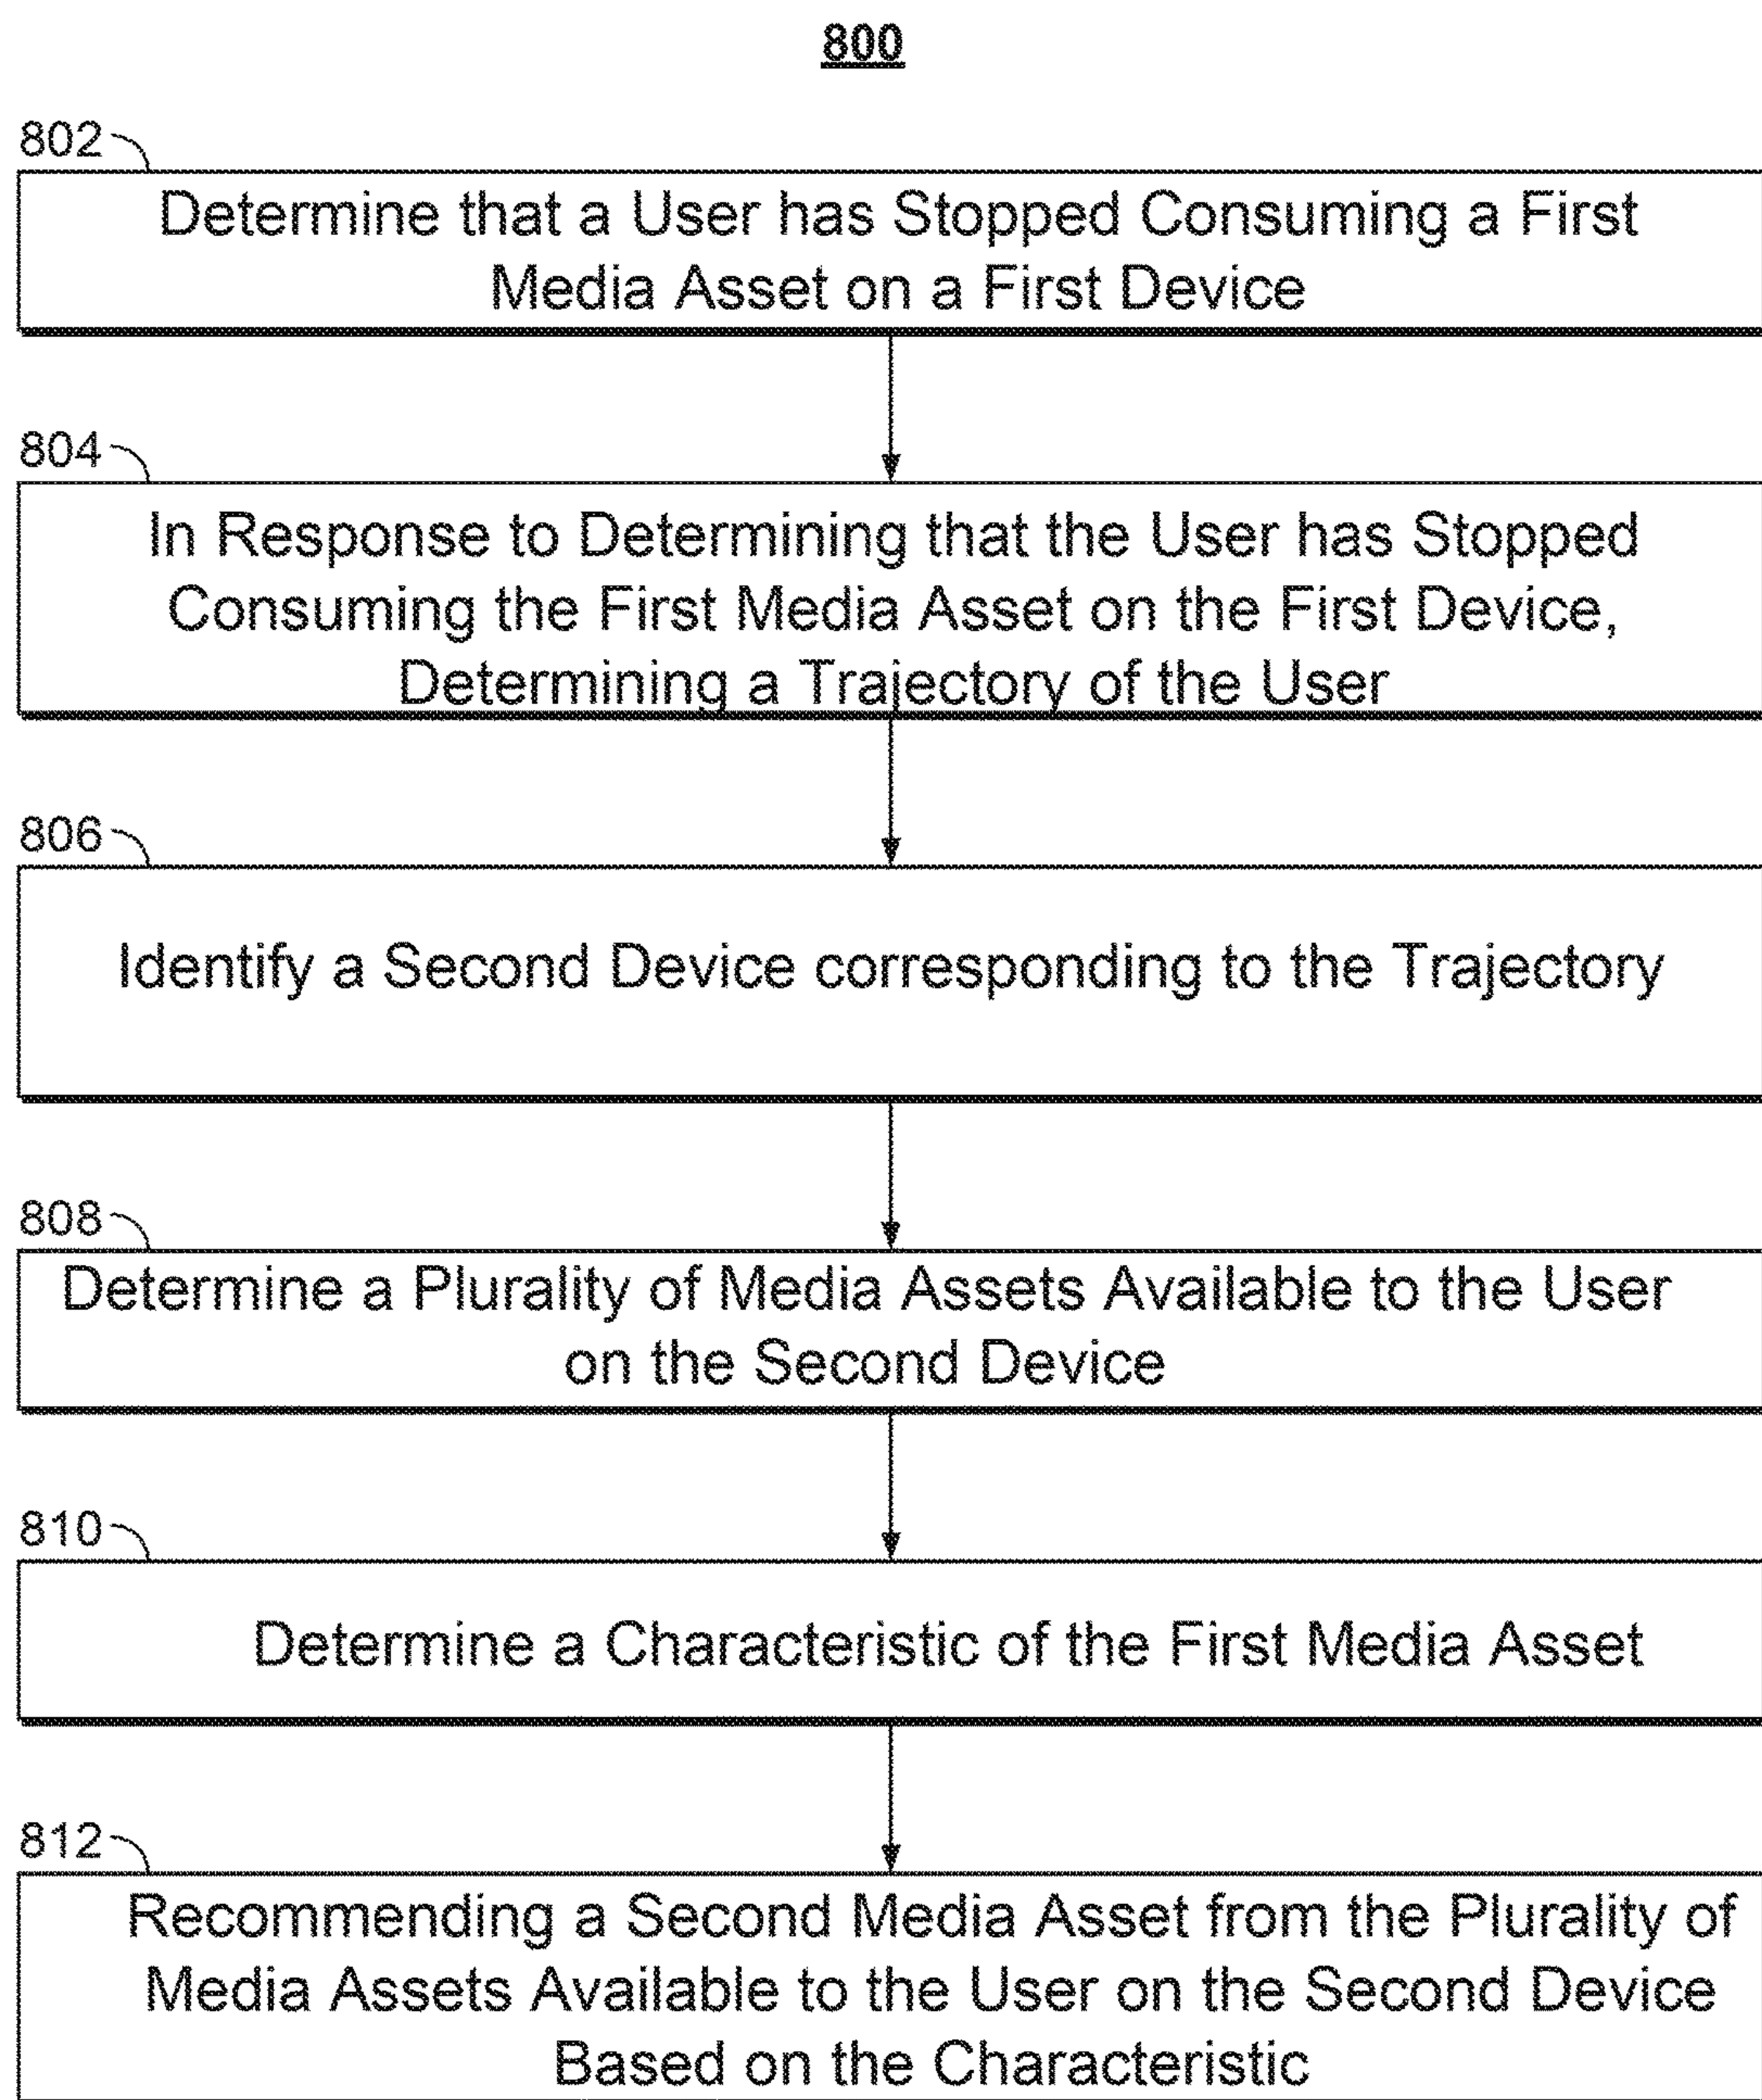 800
802
Determine that a User has Stopped Consuming a First
Media Asset on a First Device
804
In Response to Determining that the User has Stopped
Consuming the First Media Asset on the First Device,
Determining a Trajectory of the User
806
Identify a Second Device corresponding to the Trajectory
808
Determine a Plurality of Media Assets Available to the User
on the Second Device
810
Determine a Characteristic of the First Media Asset
812
Recommending a Second Media Asset from the Plurality of
Media Assets Available to the User on the Second Device
Based on the Characteristic